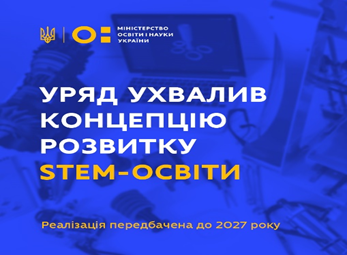 МІНІСТЕРСТВО
ОСВІТИ І НАУКИ
УКРАЇНИ
УРЯД УХВАЛИВ
КОНЦЕПЦІЮ
РОЗВИТКУ
STEM-ОСВІТИ
Реалізація передбачена до 2027 року